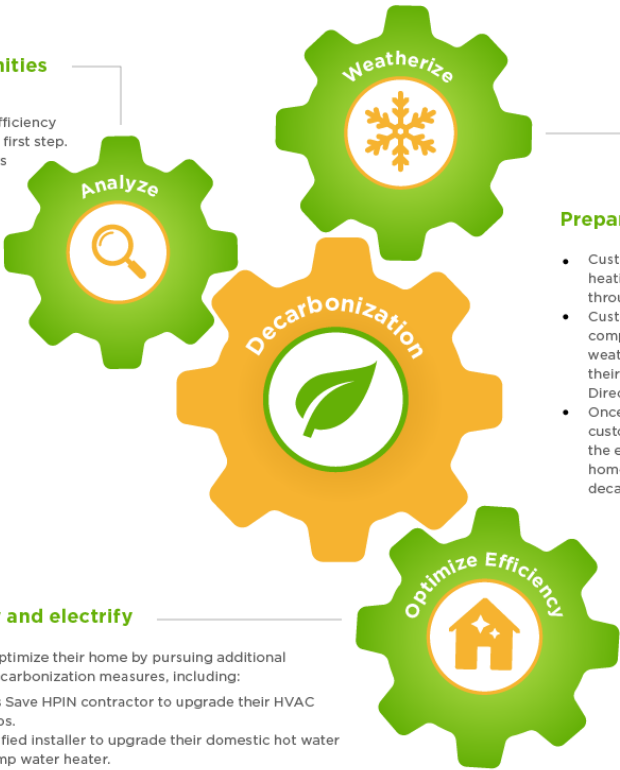 nities
fficiency
first step.
s
Analyze
Weatherize
Decarbonization
Prepar
• Cust
heati
throu
• Cust
comp
weat
their
Direc
• Once
custo
the e
home
deca
Optimize Efficiency
and electrify
ptimize their home by pursuing additional
carbonization measures, including:
s Save HPIN contractor to upgrade their HVAC
ps.
fied installer to upgrade their domestic hot water
mp water heater.